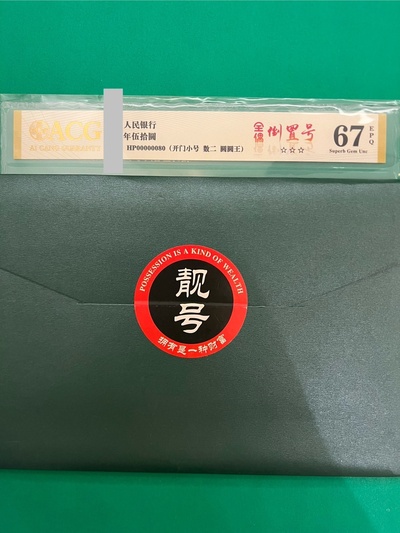 ACG
人民银行
年伍拾圆
HP00000080（开门小号 数二 圆圆王）
全偶
倒置号
☆☆☆
67
EPQ
Superb Gem Unc
POSSESSION IS A KIND OF WEALTH
靓号
拥有是一种财富